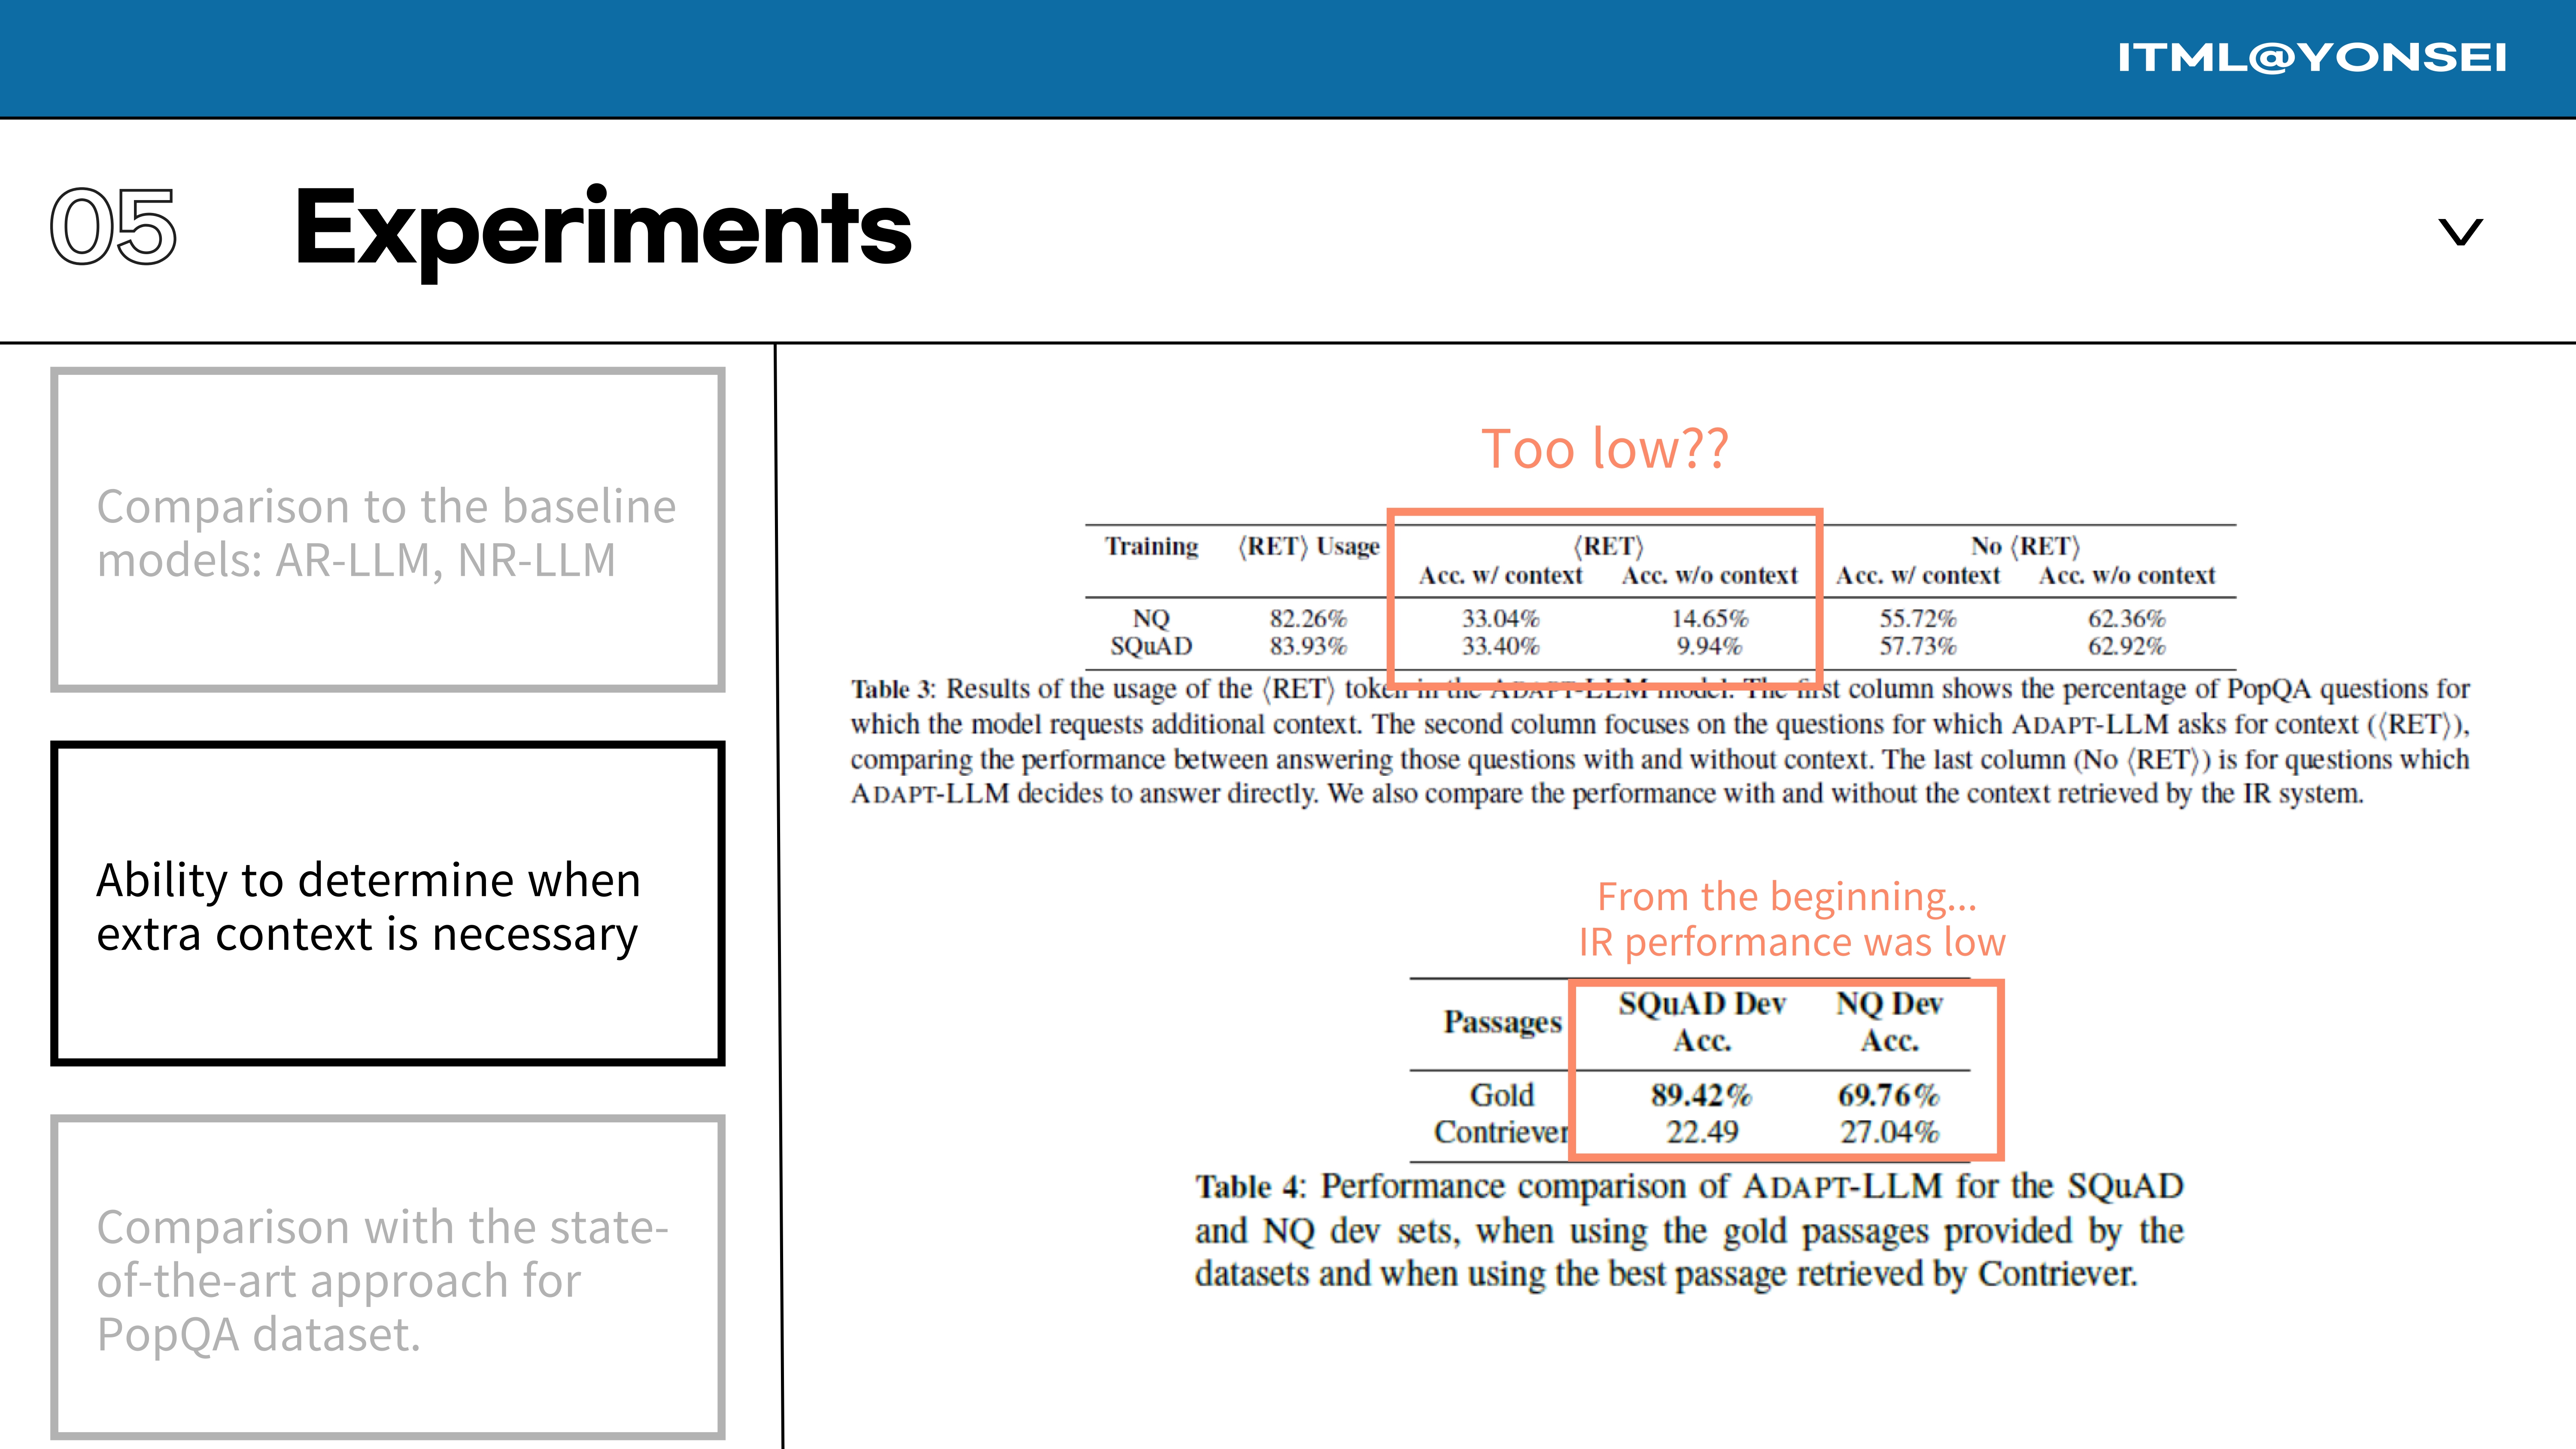 ITML@YONSEI
05 Experiments
Comparison to the baseline
models: AR-LLM, NR-LLM
Ability to determine when
extra context is necessary
Comparison with the state-
of-the-art approach for
PopQA dataset.
Too low??
Training ⟨RET⟩ Usage ⟨RET⟩ No ⟨RET⟩
Acc. w/ context Acc. w/o context Acc. w/ context Acc. w/o context
NQ 82.26% 33.04% 14.65% 55.72% 62.36%
SQuAD 83.93% 33.40% 9.94% 57.73% 62.92%
Table 3: Results of the usage of the ⟨RET⟩ token in the ADAPT-LLM model. The first column shows the percentage of PopQA questions for
which the model requests additional context. The second column focuses on the questions for which ADAPT-LLM asks for context (⟨RET⟩),
comparing the performance between answering those questions with and without context. The last column (No ⟨RET⟩) is for questions which
ADAPT-LLM decides to answer directly. We also compare the performance with and without the context retrieved by the IR system.
From the beginning...
IR performance was low
Passages SQuAD Dev NQ Dev
Acc. Acc.
Gold 89.42% 69.76%
Contriever 22.49 27.04%
Table 4: Performance comparison of ADAPT-LLM for the SQuAD
and NQ dev sets, when using the gold passages provided by the
datasets and when using the best passage retrieved by Contriever.